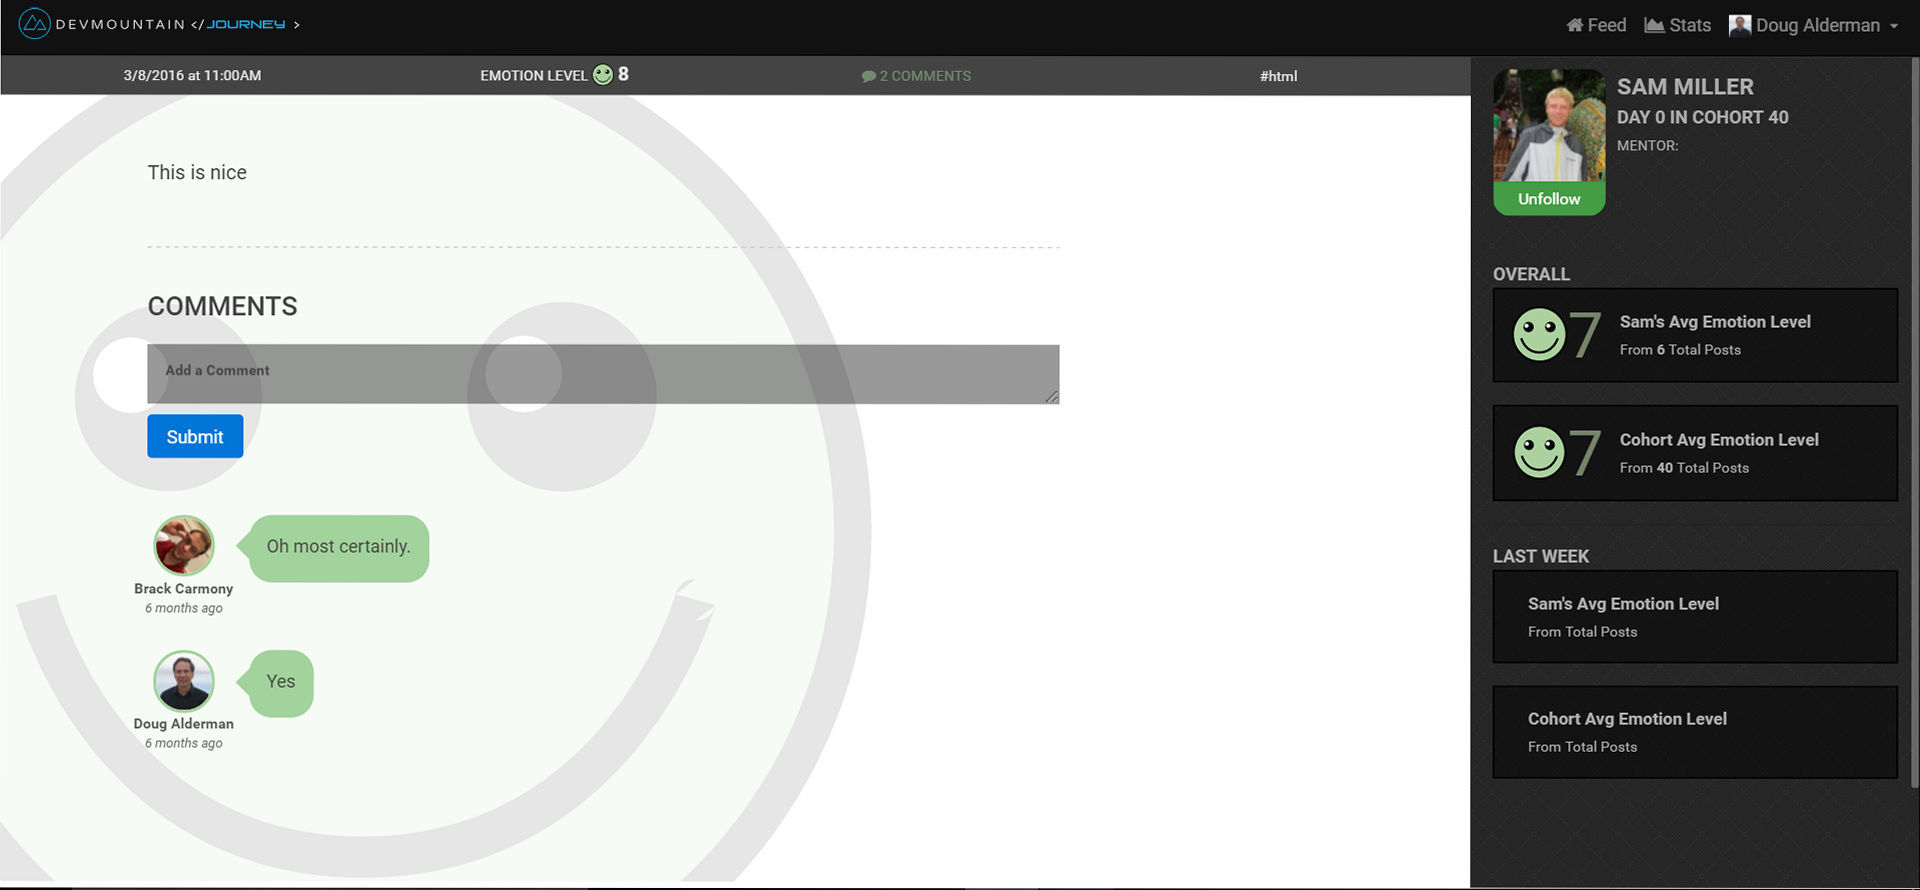 DEVMOUNTAIN </JOURNEY >
Feed Stats Doug Alderman
3/8/2016 at 11:00AM EMOTION LEVEL 8 2 COMMENTS #html
This is nice
COMMENTS
Add a Comment
Submit
Oh most certainly.
Brack Carmony
6 months ago
Yes
Doug Alderman
6 months ago
SAM MILLER
DAY 0 IN COHORT 40
MENTOR:
Unfollow
OVERALL
7
Sam's Avg Emotion Level
From 6 Total Posts
7
Cohort Avg Emotion Level
From 40 Total Posts
LAST WEEK
Sam's Avg Emotion Level
From Total Posts
Cohort Avg Emotion Level
From Total Posts